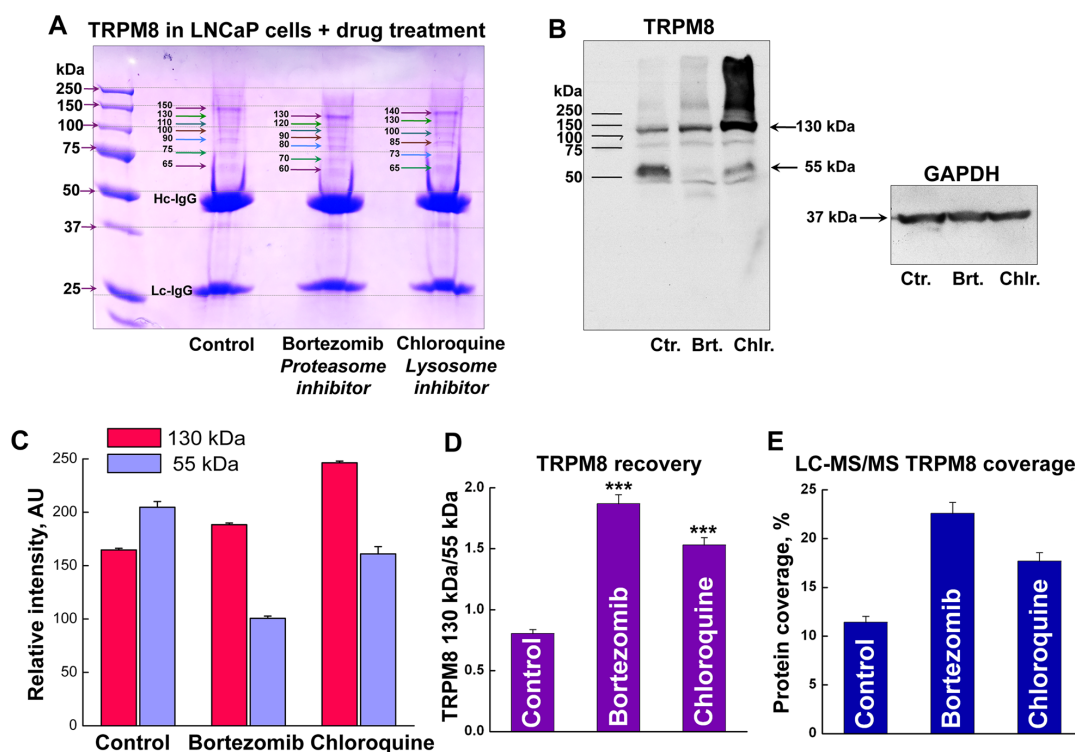 A
TRPM8 in LNCaP cells + drug treatment
kDa
250
150
100
75
50
37
25
150
130
110
100
90
75
65
130
120
90
80
70
60
140
130
100
85
73
65
Hc-IgG
Lc-IgG
Control
Bortezomib
Proteasome
inhibitor
Chloroquine
Lysosome
inhibitor
B
TRPM8
kDa
250
150
100
75
50
130 kDa
55 kDa
Ctr. Brt. Chlr.
GAPDH
37 kDa
Ctr. Brt. Chlr.
C
130 kDa
55 kDa
Relative intensity, AU
250
200
150
100
50
0
Control Bortezomib Chloroquine
D
TRPM8 recovery
TRPM8 130 kDa/55 kDa
2.0
1.5
1.0
0.5
0.0
***
***
Control
Bortezomib
Chloroquine
E
LC-MS/MS TRPM8 coverage
Protein coverage, %
25
20
15
10
5
0
Control
Bortezomib
Chloroquine